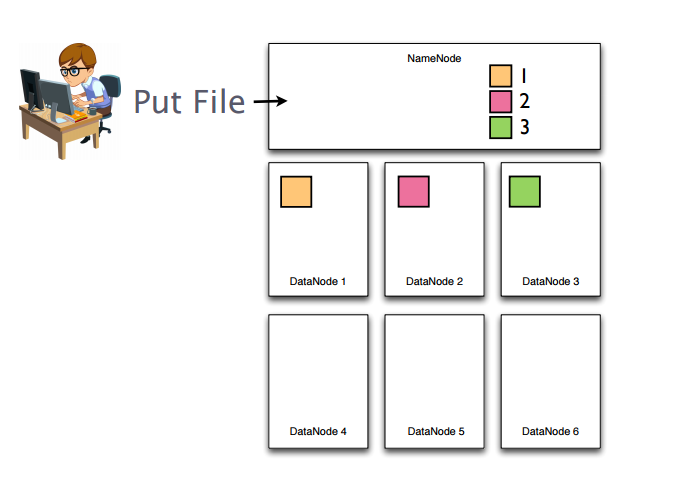 NameNode
1
Put File
2
3
DataNode 1
DataNode 2
DataNode 3
DataNode 4
DataNode 5
DataNode 6